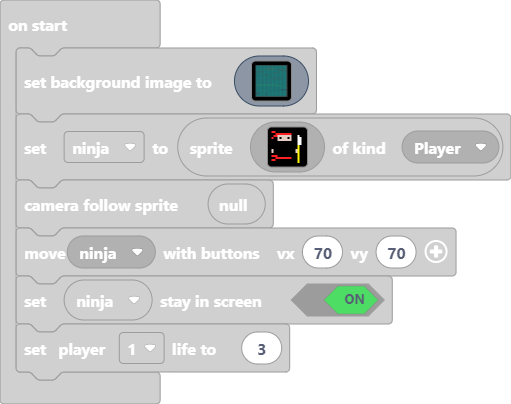 on start
set background image to
set ninja to sprite of kind Player
camera follow sprite null
move ninja with buttons vx 70 vy 70
set ninja stay in screen ON
set player 1 life to 3